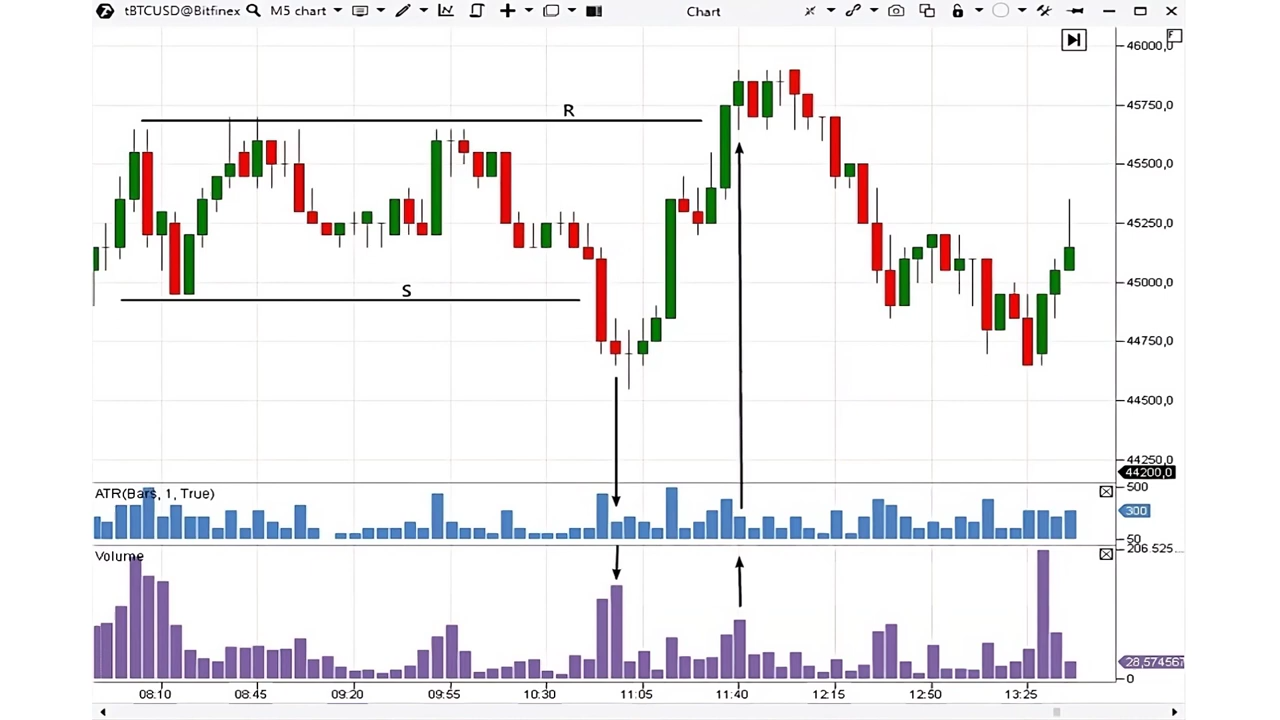 tBTCUSD@Bitfinex M5 chart Chart
F
46000,0
R
45750,0
45500,0
45250,0
S
45000,0
44750,0
44500,0
44250,0
44200,0
ATR(Bars, 1, True)
500
300
50
Volume
206 525...
28,574567
0
08:10 08:45 09:20 09:55 10:30 11:05 11:40 12:15 12:50 13:25